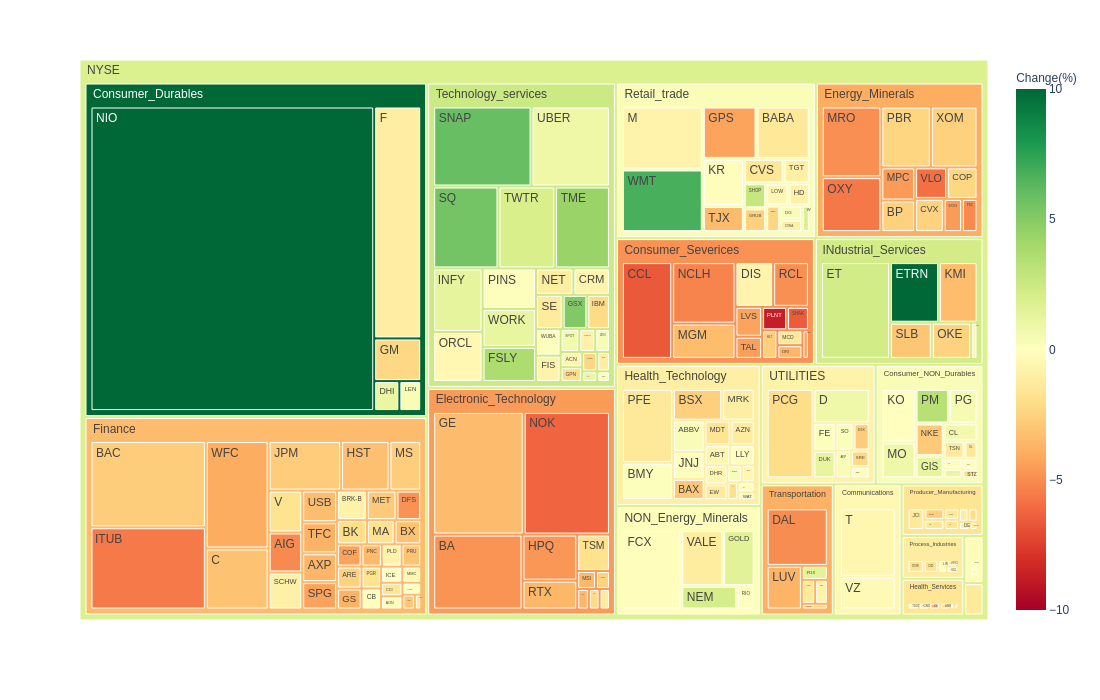 NYSE
Consumer_Durables
NIO
F
GM
DHI
LEN
Finance
BAC
ITUB
WFC
C
JPM
V
AIG
SCHW
HST
MS
USB
TFC
AXP
SPG
BRK-B
MET
DFS
BK
MA
BX
COF
PNC
PLD
PRU
ARE
PGR
ICE
GS
CB
Technology_services
SNAP
UBER
SQ
TWTR
TME
INFY
ORCL
PINS
WORK
FSLY
NET
CRM
SE
GSX
IBM
WUBA
FIS
ACN
GPN
Electronic_Technology
GE
NOK
BA
HPQ
TSM
RTX
MSI
Retail_trade
M
WMT
GPS
BABA
KR
CVS
TGT
TJX
SHOP
LOW
HD
GRUB
DG
Energy_Minerals
MRO
OXY
PBR
XOM
MPC
VLO
COP
BP
CVX
Consumer_Severices
CCL
NCLH
MGM
DIS
RCL
LVS
PLNT
TAL
MCD
INdustrial_Services
ET
ETRN
KMI
SLB
OKE
Health_Technology
PFE
BMY
BSX
MRK
ABBV
MDT
AZN
JNJ
ABT
LLY
DHR
BAX
EW
UTILITIES
PCG
D
FE
SO
DUK
SRE
Consumer_NON_Durables
KO
PM
PG
MO
NKE
CL
TSN
GIS
STZ
NON_Energy_Minerals
FCX
VALE
GOLD
NEM
RIO
Transportation
DAL
LUV
Communications
T
VZ
Producer_Manufacturing
Process_Industries
Health_Services
Change(%)
10
5
0
−5
−10